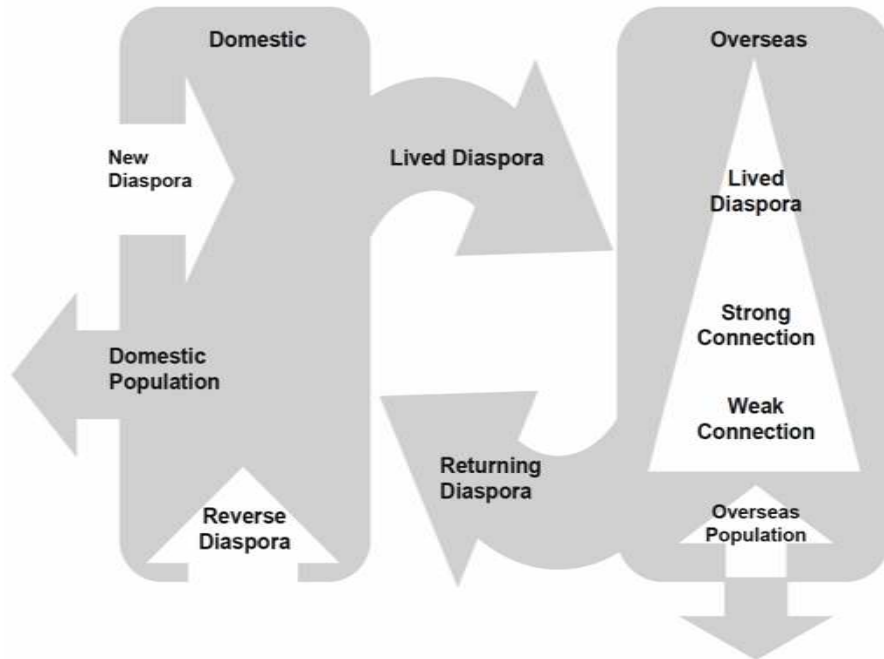 Domestic
Overseas
New
Diaspora
Lived Diaspora
Lived
Diaspora
Strong
Connection
Domestic
Population
Weak
Connection
Returning
Diaspora
Reverse
Diaspora
Overseas
Population